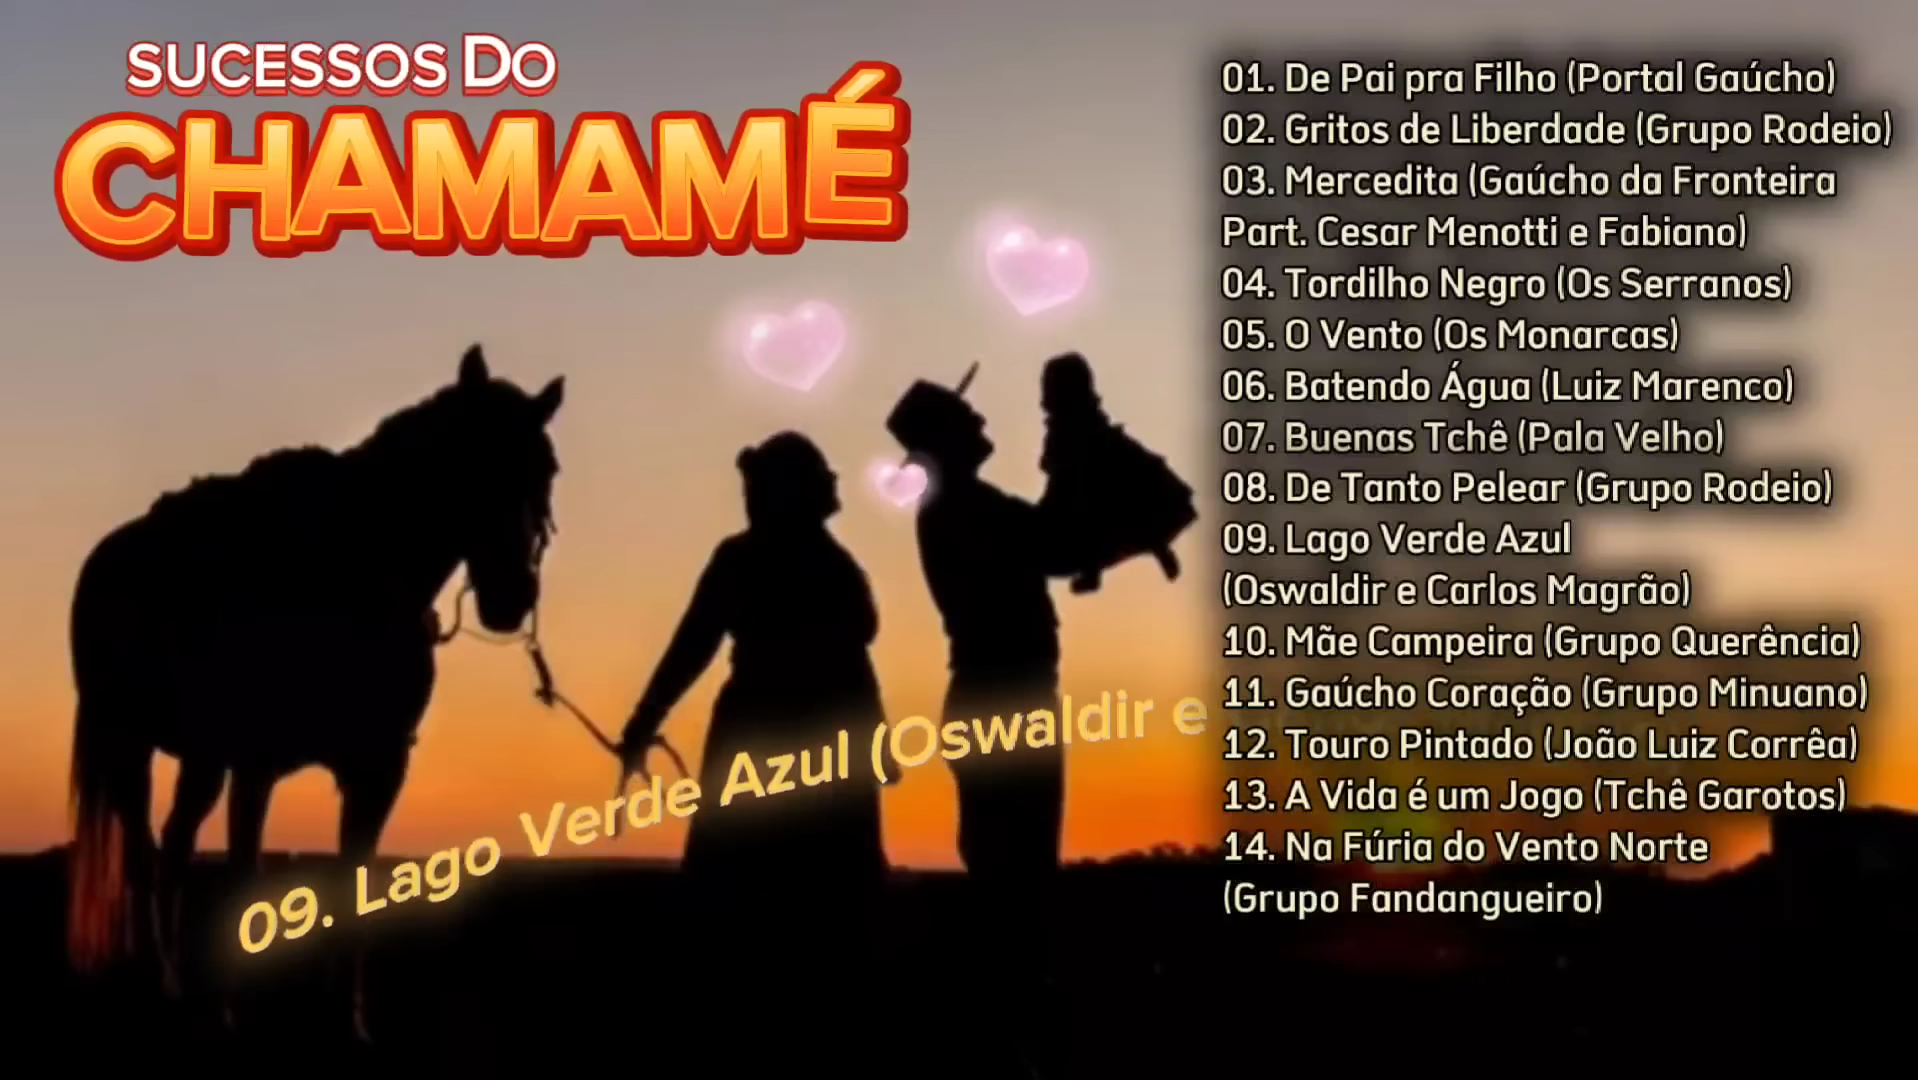 SUCESSOS DO
CHAMAMÉ
01. De Pai pra Filho (Portal Gaúcho)
02. Gritos de Liberdade (Grupo Rodeio)
03. Mercedita (Gaúcho da Fronteira
Part. Cesar Menotti e Fabiano)
04. Tordilho Negro (Os Serranos)
05. O Vento (Os Monarcas)
06. Batendo Água (Luiz Marenco)
07. Buenas Tchê (Pala Velho)
08. De Tanto Pelear (Grupo Rodeio)
09. Lago Verde Azul
(Oswaldir e Carlos Magrão)
10. Mãe Campeira (Grupo Querência)
11. Gaúcho Coração (Grupo Minuano)
12. Touro Pintado (João Luiz Corrêa)
13. A Vida é um Jogo (Tchê Garotos)
14. Na Fúria do Vento Norte
(Grupo Fandangueiro)
09. Lago Verde Azul (Oswaldir e